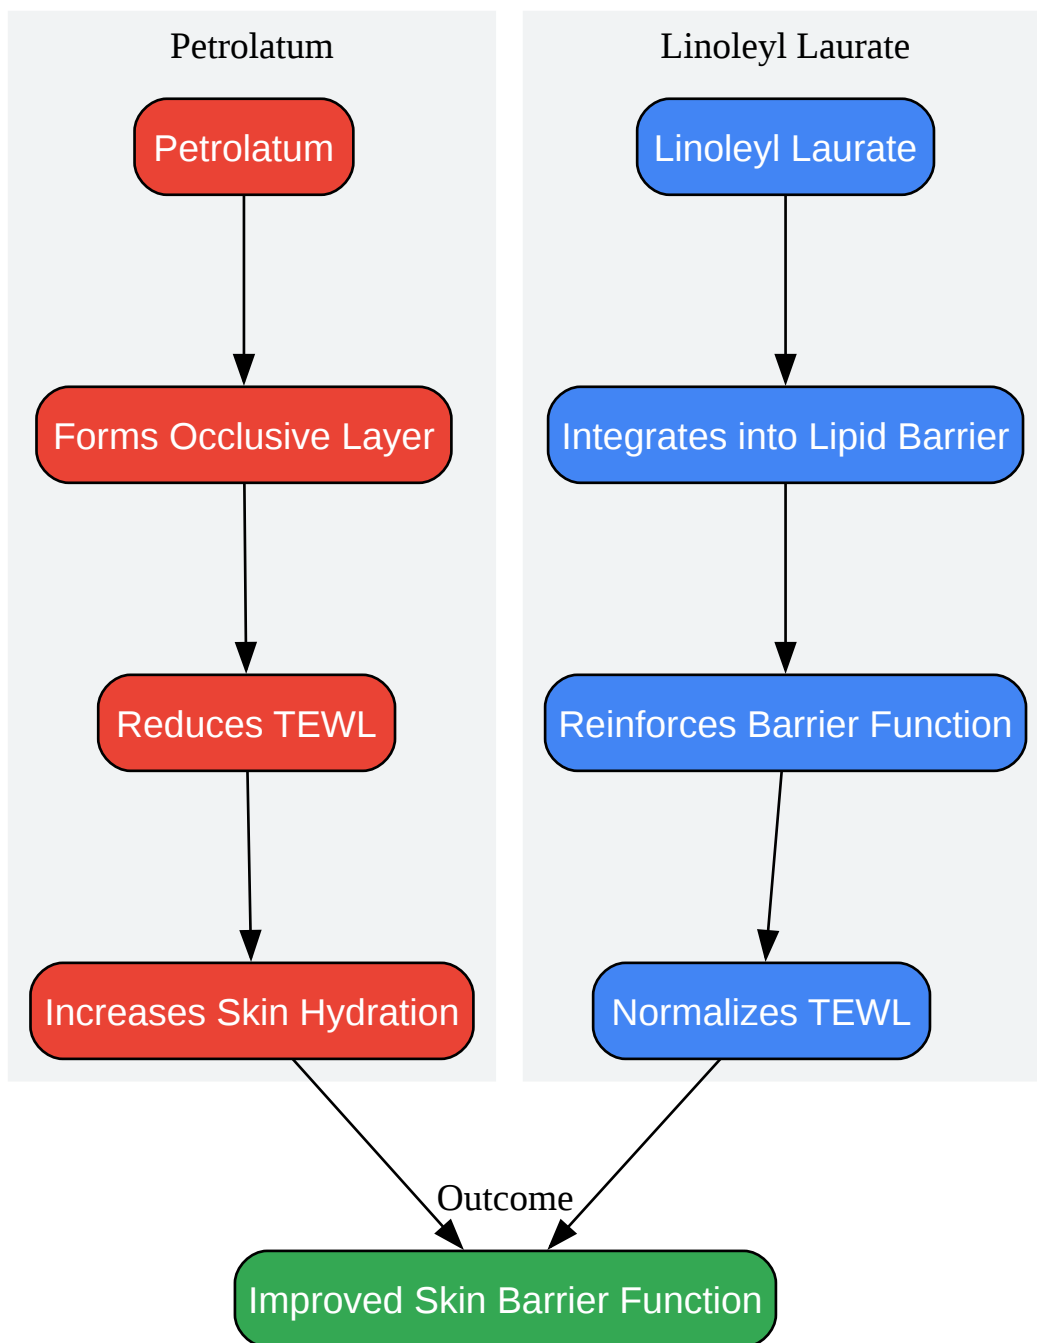 Petrolatum
Petrolatum
Forms Occlusive Layer
Reduces TEWL
Increases Skin Hydration
Linoleyl Laurate
Linoleyl Laurate
Integrates into Lipid Barrier
Reinforces Barrier Function
Normalizes TEWL
Outcome
Improved Skin Barrier Function